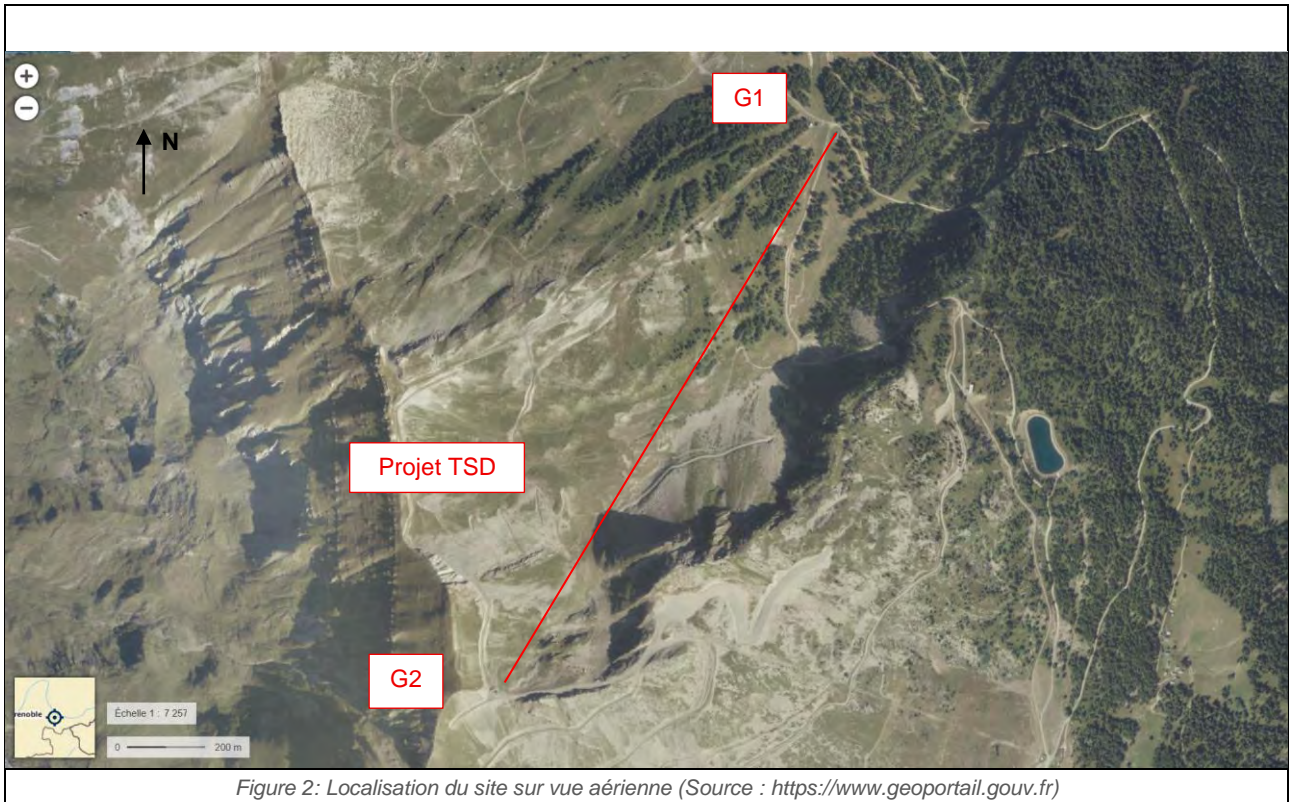 +
−
N
G1
Projet TSD
G2
renoble
Échelle 1 : 7 257
0 200 m
Figure 2: Localisation du site sur vue aérienne (Source : https://www.geoportail.gouv.fr)